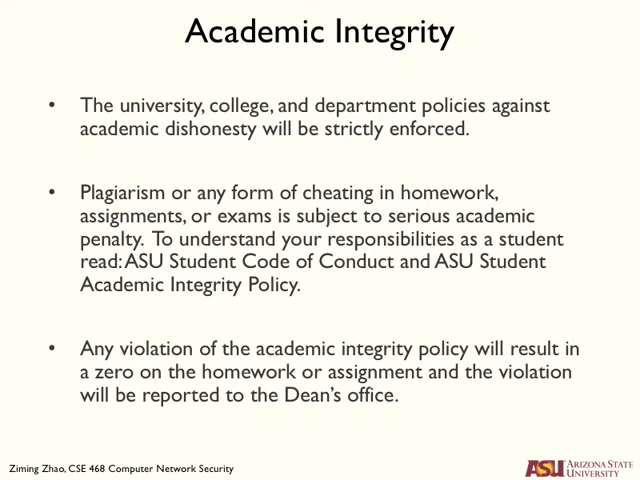 Academic Integrity
• The university, college, and department policies against
academic dishonesty will be strictly enforced.
• Plagiarism or any form of cheating in homework,
assignments, or exams is subject to serious academic
penalty. To understand your responsibilities as a student
read: ASU Student Code of Conduct and ASU Student
Academic Integrity Policy.
• Any violation of the academic integrity policy will result in
a zero on the homework or assignment and the violation
will be reported to the Dean's office.
Ziming Zhao, CSE 468 Computer Network Security
ASU ARIZONA STATE
UNIVERSITY